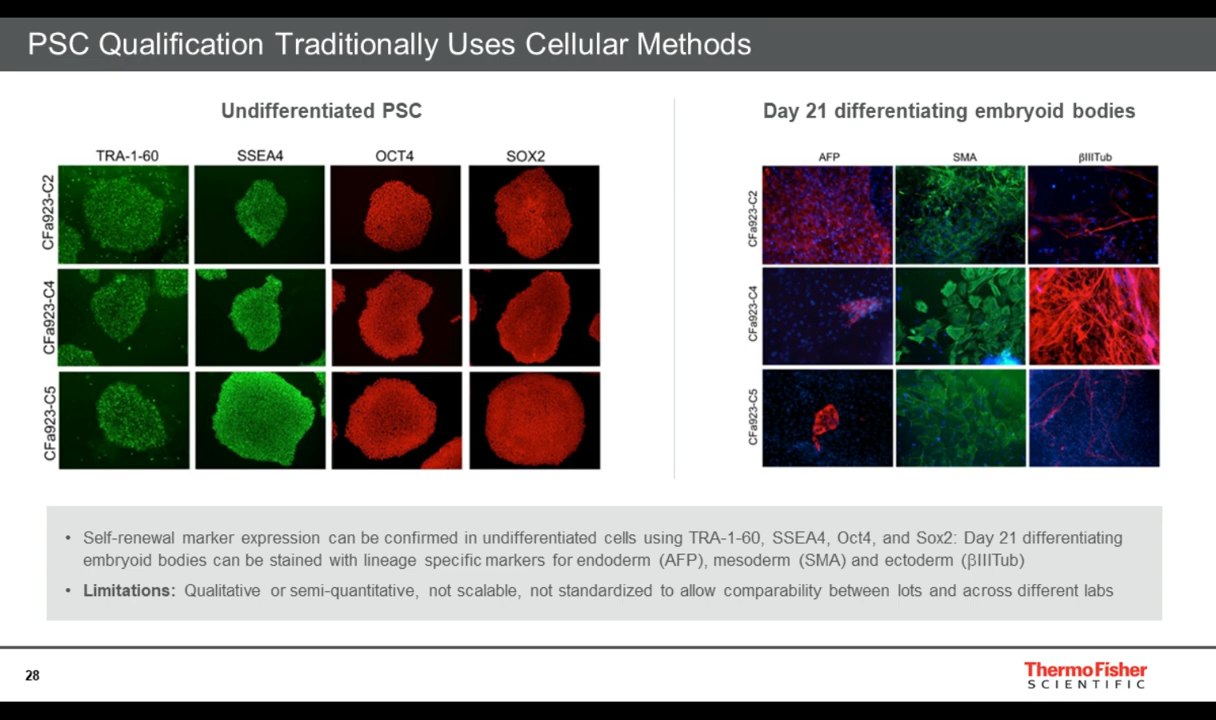 PSC Qualification Traditionally Uses Cellular Methods
Undifferentiated PSC
TRA-1-60 SSEA4 OCT4 SOX2
CFa923-C2
CFa923-C4
CFa923-C5
Day 21 differentiating embryoid bodies
AFP SMA βIIITub
CFa923-C2
CFa923-C4
CFa923-C5
• Self-renewal marker expression can be confirmed in undifferentiated cells using TRA-1-60, SSEA4, Oct4, and Sox2: Day 21 differentiating
embryoid bodies can be stained with lineage specific markers for endoderm (AFP), mesoderm (SMA) and ectoderm (βIIITub)
• Limitations: Qualitative or semi-quantitative, not scalable, not standardized to allow comparability between lots and across different labs
28
ThermoFisher
SCIENTIFIC